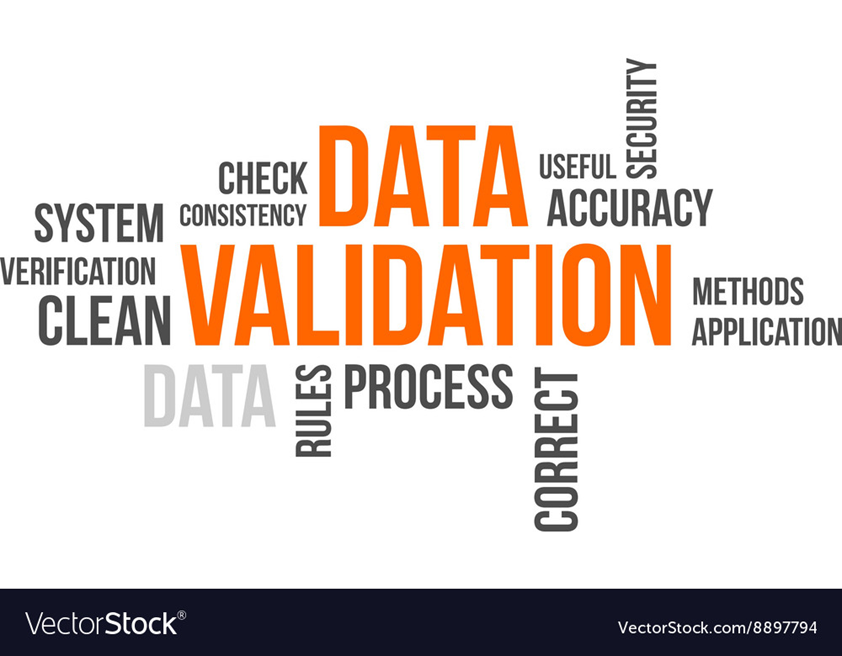 SECURITY
CHECK
DATA
USEFUL
CONSISTENCY
ACCURACY
SYSTEM
VERIFICATION
VALIDATION
CLEAN
METHODS
APPLICATION
DATA
RULES
PROCESS
CORRECT
VectorStock®
VectorStock.com/8897794